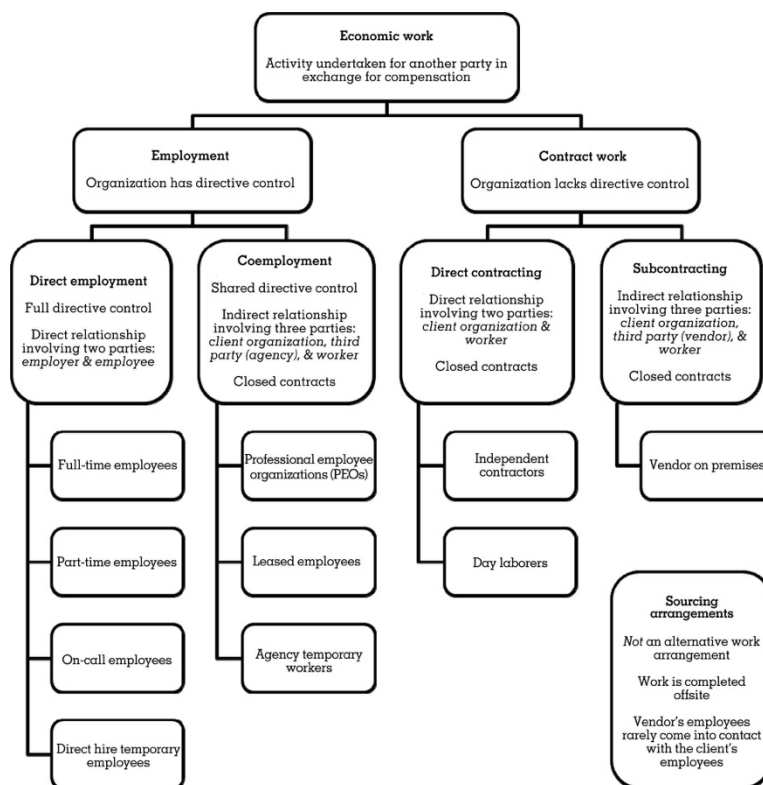 Economic work
Activity undertaken for another party in
exchange for compensation
Employment
Organization has directive control
Contract work
Organization lacks directive control
Direct employment
Full directive control
Direct relationship
involving two parties:
employer & employee
Coemployment
Shared directive control
Indirect relationship
involving three parties:
client organization, third
party (agency), & worker
Closed contracts
Direct contracting
Direct relationship
involving two parties:
client organization &
worker
Closed contracts
Subcontracting
Indirect relationship
involving three parties:
client organization,
third party (vendor), &
worker
Closed contracts
Full-time employees
Part-time employees
On-call employees
Direct hire temporary
employees
Professional employee
organizations (PEOs)
Leased employees
Agency temporary
workers
Independent
contractors
Day laborers
Vendor on premises
Sourcing
arrangements
Not an alternative work
arrangement
Work is completed
offsite
Vendor's employees
rarely come into contact
with the client's
employees